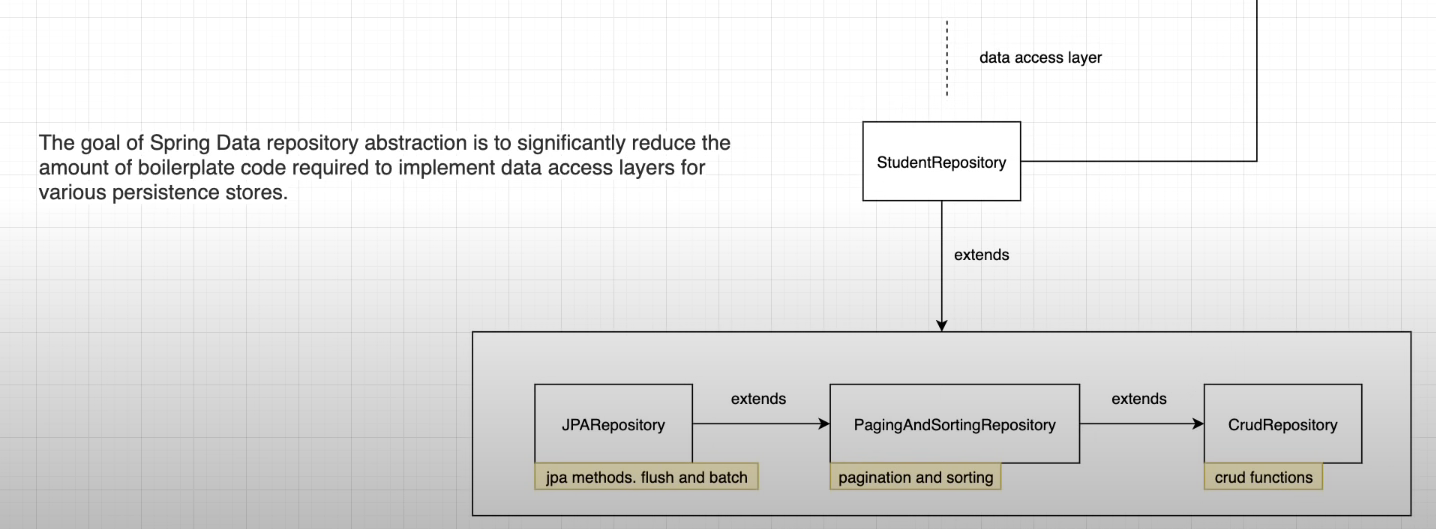 data access layer
The goal of Spring Data repository abstraction is to significantly reduce the
amount of boilerplate code required to implement data access layers for
various persistence stores.
StudentRepository
extends
JPARepository
extends
PagingAndSortingRepository
extends
CrudRepository
jpa methods. flush and batch
pagination and sorting
crud functions